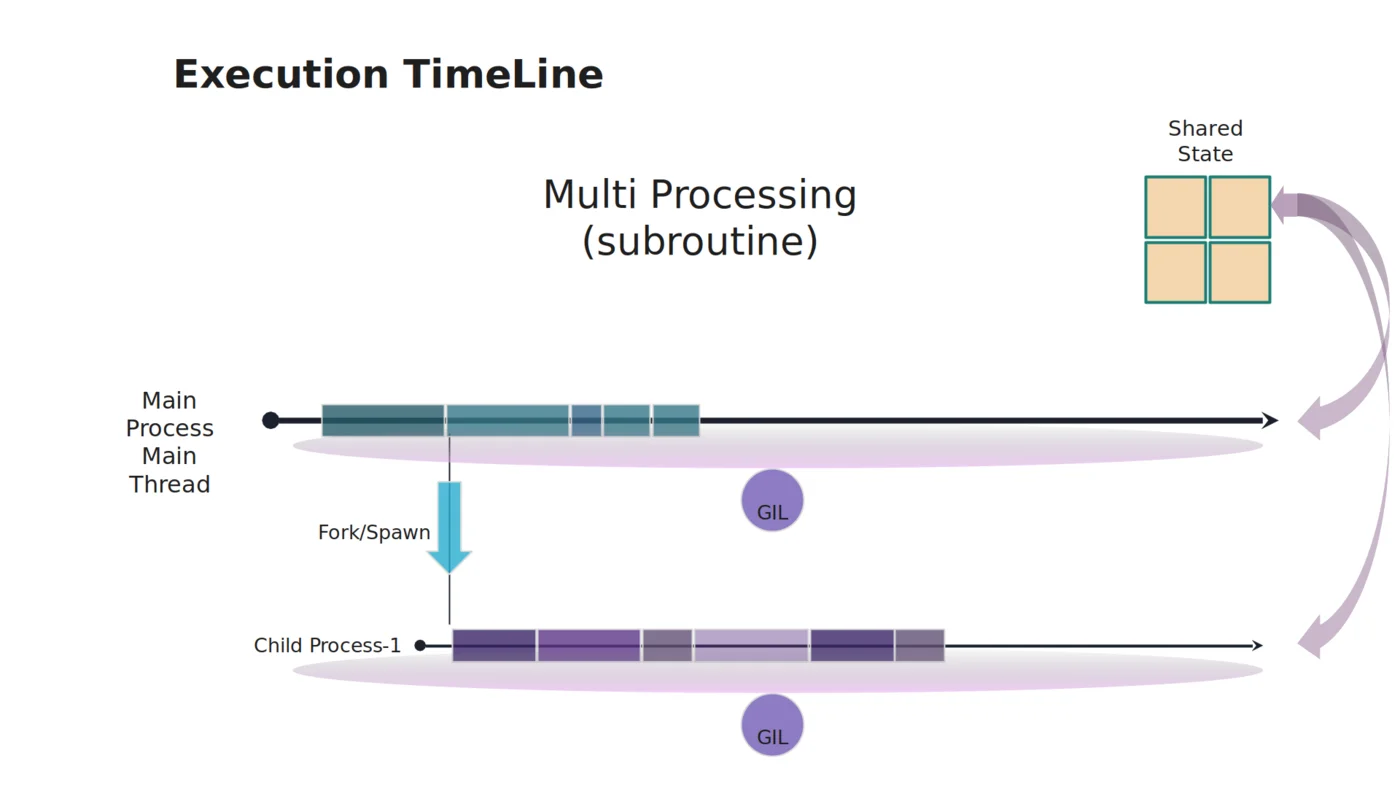 Execution TimeLine
Shared
State
Multi Processing
(subroutine)
Main
Process
Main
Thread
GIL
Fork/Spawn
Child Process-1
GIL